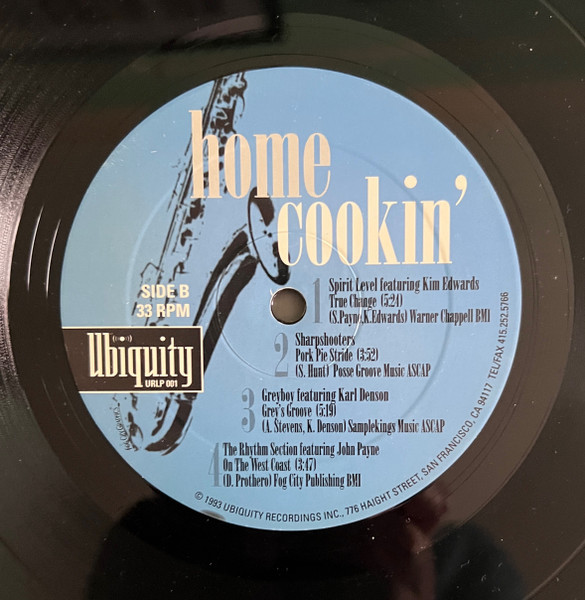 home
cookin'
SIDE B
33 RPM
Ubiquity
URLP 001
1
Spirit Level featuring Kim Edwards
True Change (5:24)
(S.Payne,K.Edwards) Warner Chappell BMI
2
Sharpshooters
Pork Pie Stride (3:52)
(S. Hunt) 'Posse Groove Music ASCAP
3
Greyboy featuring Karl Denson
Grey's Groove (5:19)
(A. Stevens, K. Denson) Samplekings Music ASCAP
4
The Rhythm Section featuring John Payne
On The West Coast (3:47)
(D. Prothero) Fog City Publishing BMI
© 1993 UBIQUITY RECORDINGS INC., 776 HAIGHT STREET, SAN FRANCISCO, CA 94117 TEL/FAX 415.252.5766